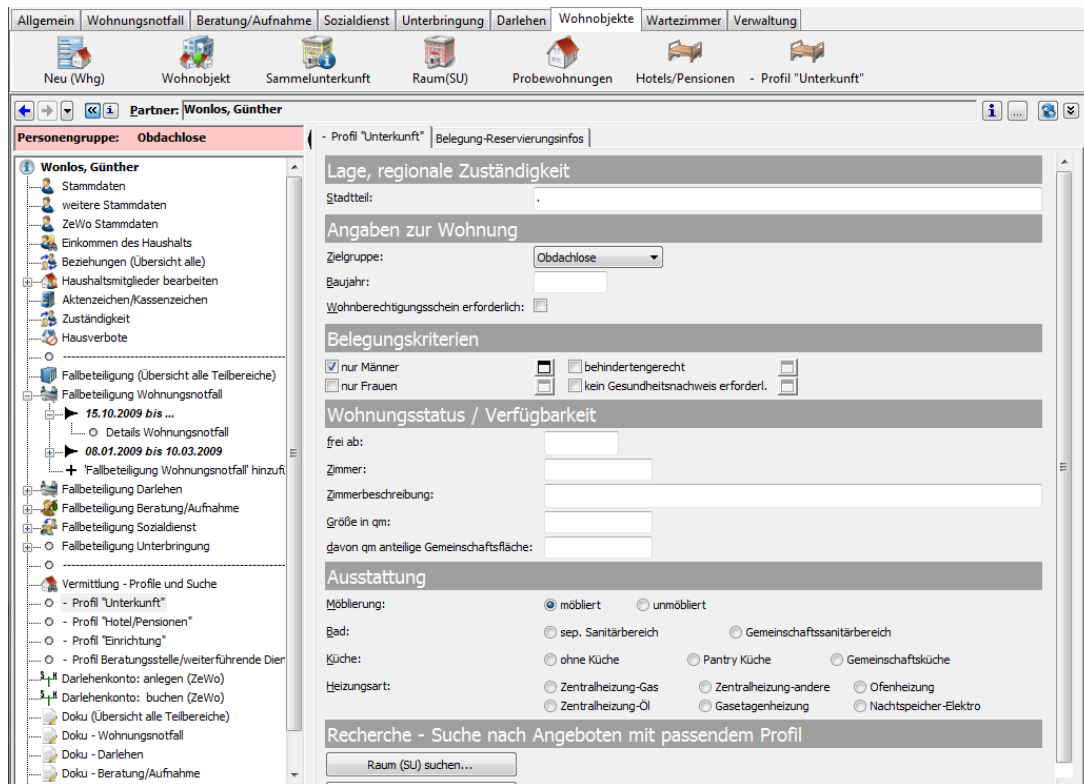 Allgemein Wohnungsnotfall Beratung/Aufnahme Sozialdienst Unterbringung Darlehen Wohnobjekte Wartezimmer Verwaltung
Neu (Whg) Wohnobjekt Sammelunterkunft Raum(SU) Probewohnungen Hotels/Pensionen - Profil "Unterkunft"
Partner: Wonlos, Günther
Personengruppe: Obdachlose
Wonlos, Günther
Stammdaten
weitere Stammdaten
ZeWo Stammdaten
Einkommen des Haushalts
Beziehungen (Übersicht alle)
Haushaltsmitglieder bearbeiten
Aktenzeichen/Kassenzeichen
Zuständigkeit
Hausverbote
Fallbeteiligung (Übersicht alle Teilbereiche)
Fallbeteiligung Wohnungsnotfall
15.10.2009 bis ...
Details Wohnungsnotfall
08.01.2009 bis 10.03.2009
'Fallbeteiligung Wohnungsnotfall' hinzufi
Fallbeteiligung Darlehen
Fallbeteiligung Beratung/Aufnahme
Fallbeteiligung Sozialdienst
Fallbeteiligung Unterbringung
Vermittlung - Profile und Suche
- Profil "Unterkunft"
- Profil "Hotel/Pensionen"
- Profil "Einrichtung"
- Profil Beratungsstelle/weiterführende Dien
Darlehenkonto: anlegen (ZeWo)
Darlehenkonto: buchen (ZeWo)
Doku (Übersicht alle Teilbereiche)
Doku - Wohnungsnotfall
Doku - Darlehen
Doku - Beratung/Aufnahme
- Profil "Unterkunft" Belegung-Reservierungsinfos
Lage, regionale Zuständigkeit
Stadtteil: .
Angaben zur Wohnung
Zielgruppe: Obdachlose
Baujahr:
Wohnberechtigungsschein erforderlich:
Belegungskriterien
nur Männer behindertengerecht
nur Frauen kein Gesundheitsnachweis erforderl.
Wohnungsstatus / Verfügbarkeit
frei ab:
Zimmer:
Zimmerbeschreibung:
Größe in qm:
davon qm anteilige Gemeinschaftsfläche:
Ausstattung
Möblierung: möbliert unmöbliert
Bad: sep. Sanitärbereich Gemeinschaftssanitärbereich
Küche: ohne Küche Pantry Küche Gemeinschaftsküche
Heizungsart: Zentralheizung-Gas Zentralheizung-andere Ofenheizung
Zentralheizung-Öl Gasetagenheizung Nachtspeicher-Elektro
Recherche - Suche nach Angeboten mit passendem Profil
Raum (SU) suchen...